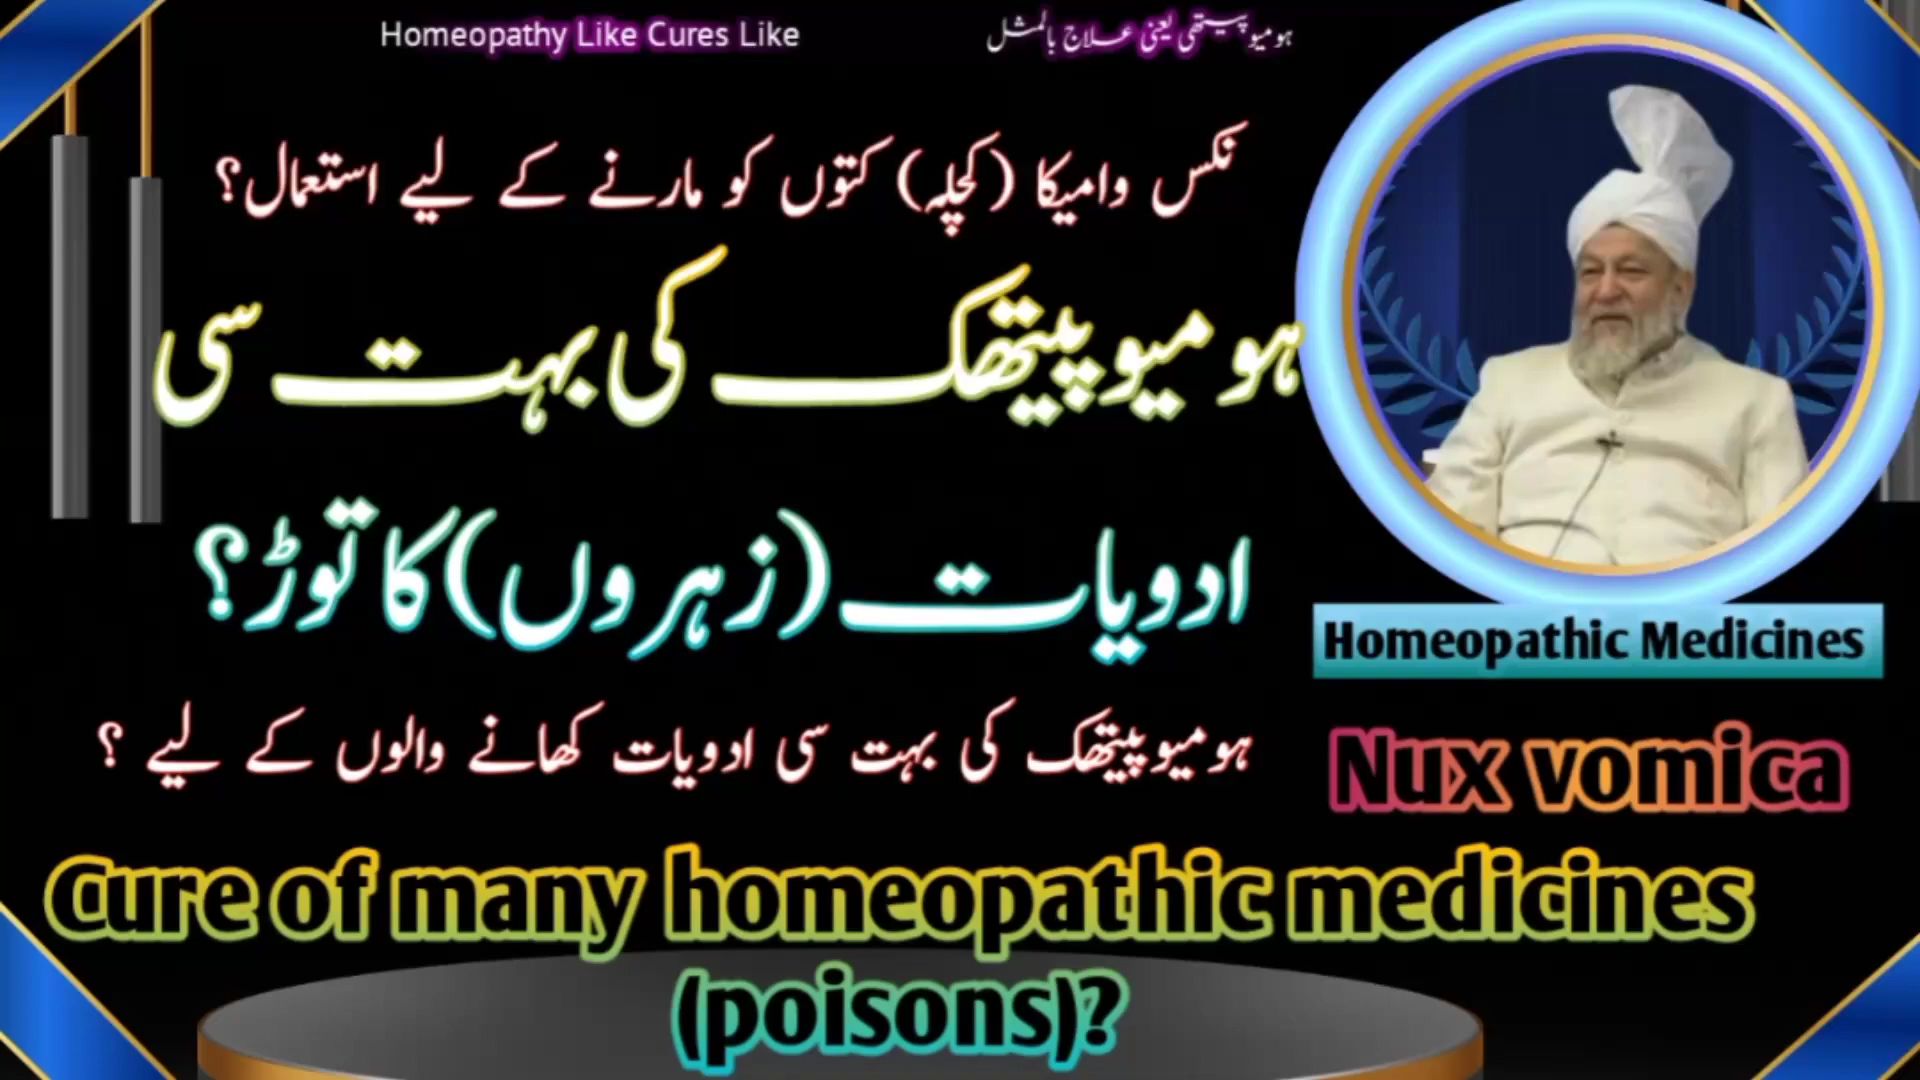 Homeopathy Like Cures Like
ہومیوپیتھی یعنی علاج بالمثل
نکس وامیکا (کچلہ) کتوں کو مارنے کے لیے استعمال؟
ہومیوپیتھک کی بہت سی
ادویات (زہروں) کا توڑ؟
Homeopathic Medicines
ہومیوپیتھک کی بہت سی ادویات کھانے والوں کے لیے ؟
Nux vomica
Cure of many homeopathic medicines
(poisons)?